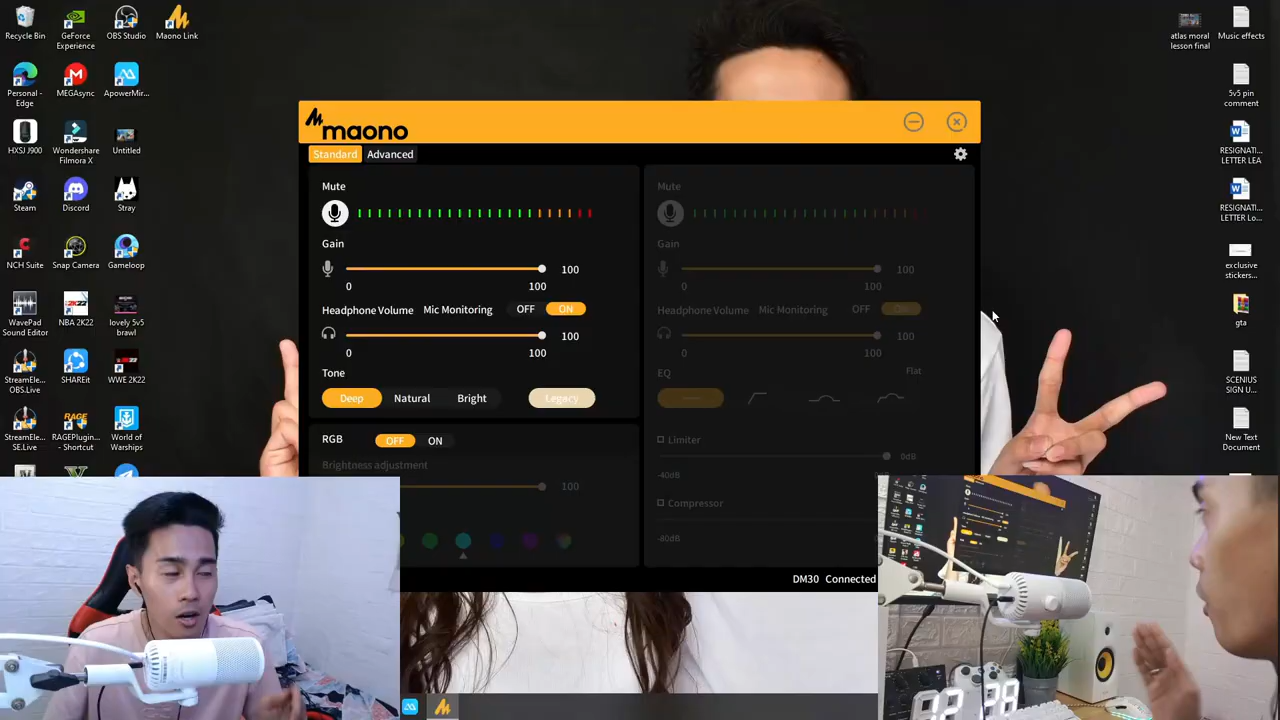 Recycle Bin
GeForce Experience
OBS Studio
Maono Link
Personal - Edge
MEGAsync
ApowerMir...
HXSJ J900
Wondershare Filmora X
Untitled
Steam
Discord
Stray
NCH Suite
Snap Camera
Gameloop
WavePad Sound Editor
NBA 2K22
lovely 5v5 brawl
StreamEle... OBS.Live
SHAREit
WWE 2K22
StreamEle... SE.Live
RAGEPlugin... - Shortcut
World of Warships
atlas moral lesson final
Music effects
5v5 pin comment
RESIGNATI... LETTER LEA
RESIGNATI... LETTER Lo...
exclusive stickers...
gta
SCENIUS SIGN U...
New Text Document
maono
Standard Advanced
Mute
Gain
100
0 100
Headphone Volume Mic Monitoring OFF ON
100
0 100
Tone
Deep Natural Bright Legacy
RGB OFF ON
Brightness adjustment
100
Mute
Gain
100
0 100
Headphone Volume Mic Monitoring OFF
100
0 100
EQ Flat
Limiter
0dB
-40dB
Compressor
-40dB
DM30 Connected
12 28